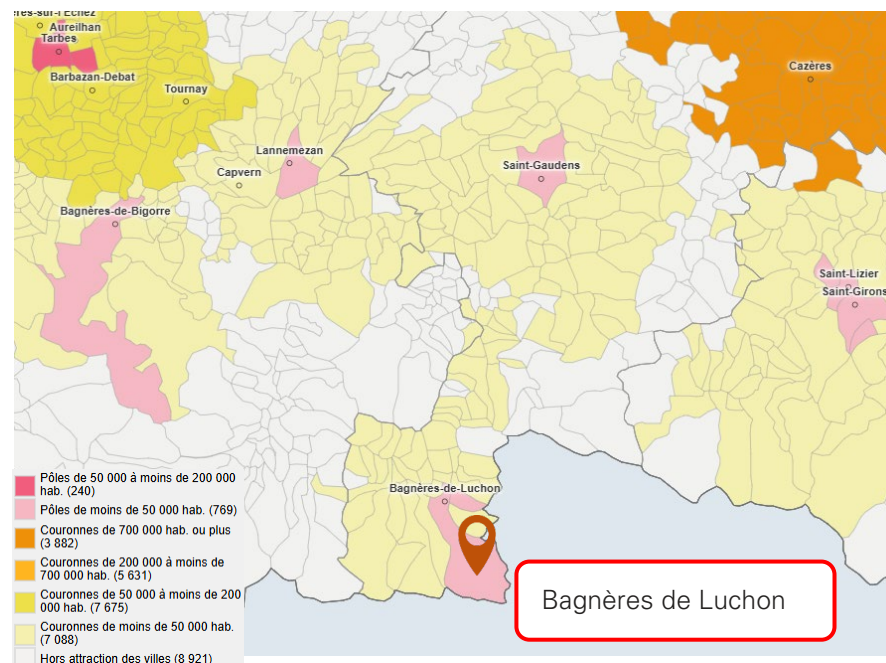 ères-sur-l'Echez
Aureilhan
Tarbes
Barbazan-Debat
Tournay
Cazères
Lannemezan
Capvern
Saint-Gaudens
Bagnères-de-Bigorre
Saint-Lizier
Saint-Girons
Bagnères-de-Luchon
Pôles de 50 000 à moins de 200 000
hab. (240)
Pôles de moins de 50 000 hab. (769)
Couronnes de 700 000 hab. ou plus
(3 882)
Couronnes de 200 000 à moins de
700 000 hab. (5 631)
Couronnes de 50 000 à moins de 200
000 hab. (7 675)
Couronnes de moins de 50 000 hab.
(7 088)
Hors attraction des villes (8 921)
Bagnères de Luchon